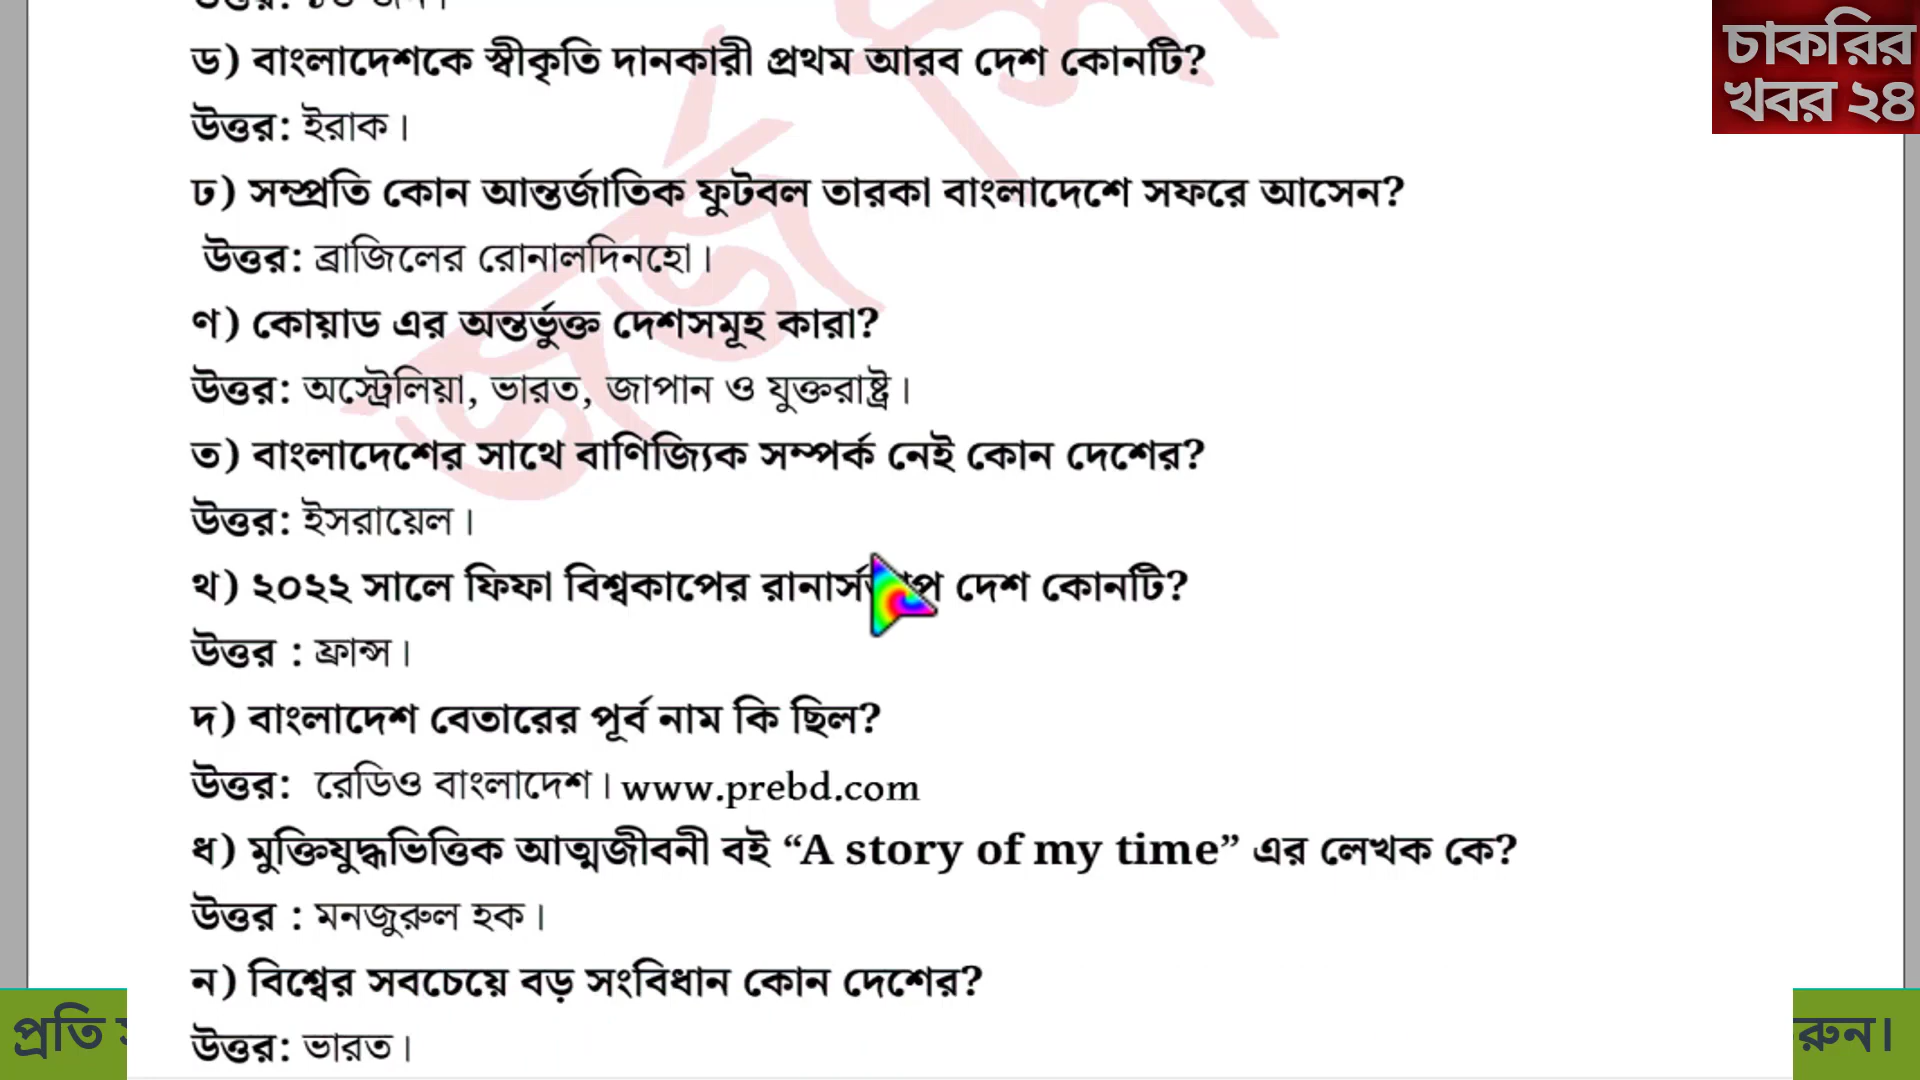 ড) বাংলাদেশকে স্বীকৃতি দানকারী প্রথম আরব দেশ কোনটি?
উত্তর: ইরাক।
ঢ) সম্প্রতি কোন আন্তর্জাতিক ফুটবল তারকা বাংলাদেশে সফরে আসেন?
উত্তর: ব্রাজিলের রোনালদিনহো।
ণ) কোয়াড এর অন্তর্ভুক্ত দেশসমূহ কারা?
উত্তর: অস্ট্রেলিয়া, ভারত, জাপান ও যুক্তরাষ্ট্র।
ত) বাংলাদেশের সাথে বাণিজ্যিক সম্পর্ক নেই কোন দেশের?
উত্তর: ইসরায়েল।
থ) ২০২২ সালে ফিফা বিশ্বকাপের দেশ কোনটি?
উত্তর : ফ্রান্স।
দ) বাংলাদেশ বেতারের পূর্ব নাম কি ছিল?
উত্তর: রেডিও বাংলাদেশ। www.prebd.com
ধ) মুক্তিযুদ্ধভিত্তিক আত্মজীবনী বই “A story of my time” এর লেখক কে?
উত্তর : মনজুরুল হক।
ন) বিশ্বের সবচেয়ে বড় সংবিধান কোন দেশের?
উত্তর: ভারত।
চাকরির
খবর ২৪
প্রতি